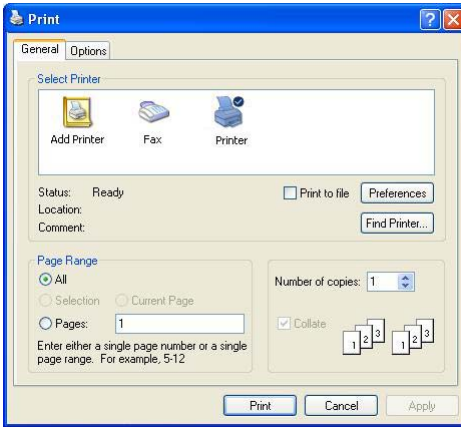 Print
General Options
Select Printer
Add Printer Fax Printer
Status: Ready
Print to file Preferences
Location:
Comment:
Find Printer...
Page Range
All
Selection Current Page
Pages: 1
Enter either a single page number or a single
page range. For example, 5-12
Number of copies: 1
Collate
1 2 3 1 2 3
Print Cancel Apply